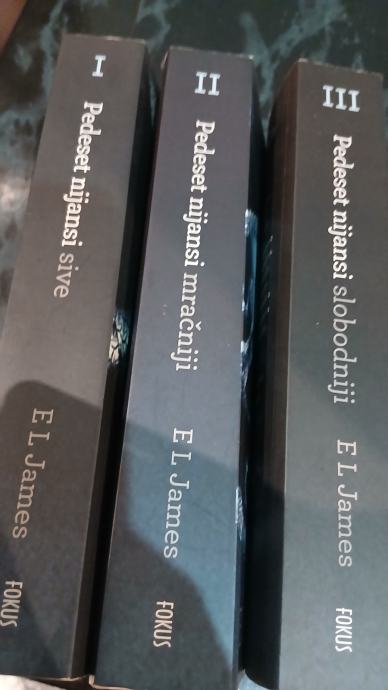 I
Pedeset nijansi sive
E L James
FOKUS
II
Pedeset nijansi mračniji
E L James
FOKUS
III
Pedeset nijansi slobodniji
E L James
FOKUS